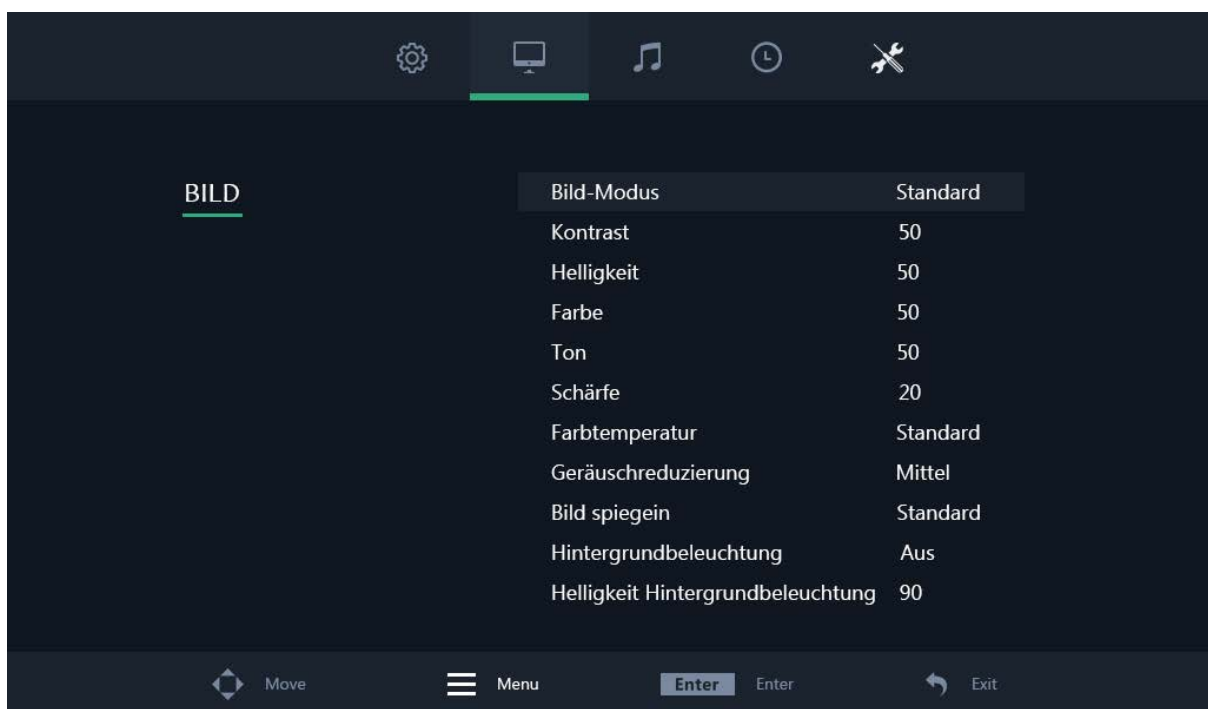 BILD
Bild-Modus Standard
Kontrast 50
Helligkeit 50
Farbe 50
Ton 50
Schärfe 20
Farbtemperatur Standard
Geräuschreduzierung Mittel
Bild spiegein Standard
Hintergrundbeleuchtung Aus
Helligkeit Hintergrundbeleuchtung 90
Move Menu Enter Enter Exit